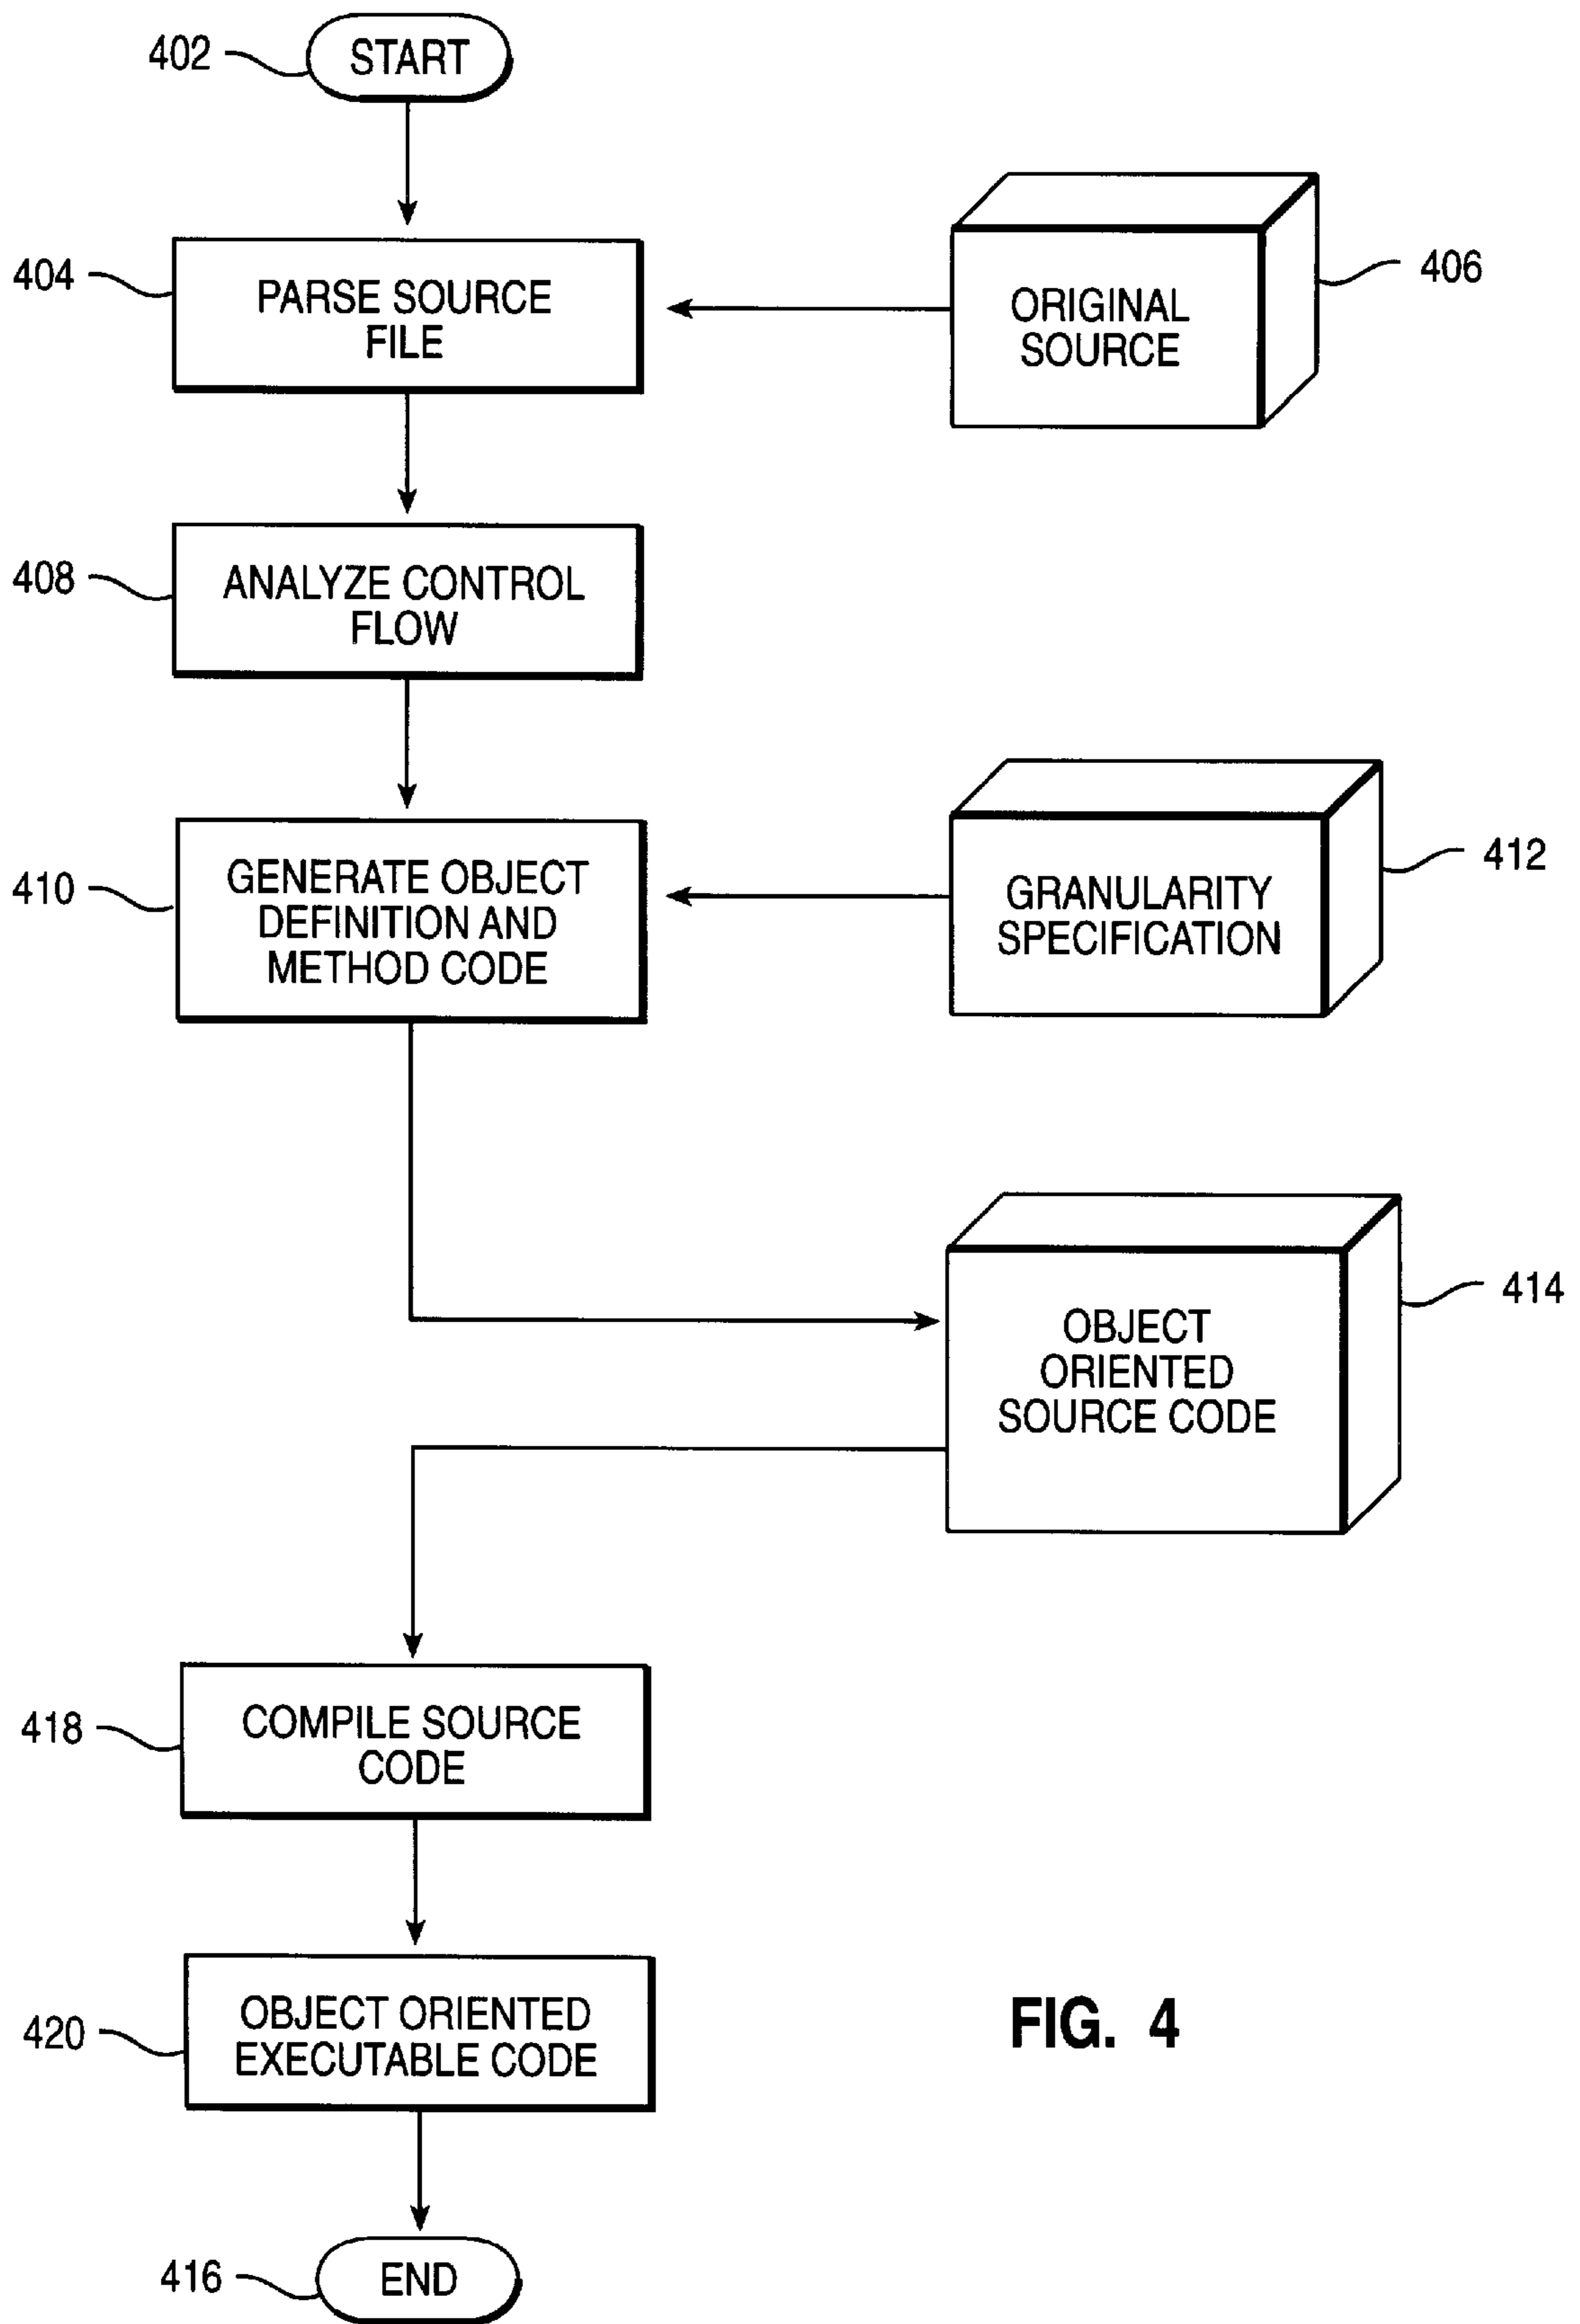 402
START
404
PARSE SOURCE
FILE
406
ORIGINAL
SOURCE
408
ANALYZE CONTROL
FLOW
410
GENERATE OBJECT
DEFINITION AND
METHOD CODE
412
GRANULARITY
SPECIFICATION
414
OBJECT
ORIENTED
SOURCE CODE
418
COMPILE SOURCE
CODE
420
OBJECT ORIENTED
EXECUTABLE CODE
FIG. 4
416
END